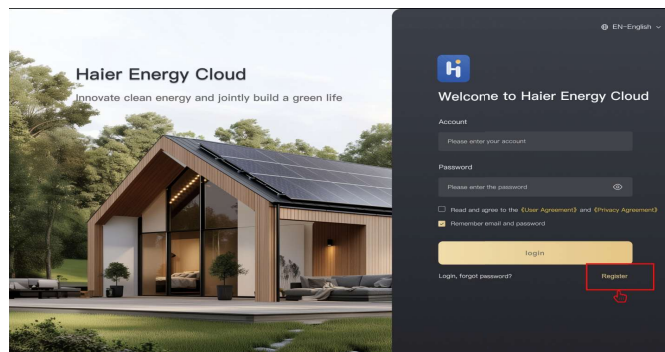 EN-English
Haier Energy Cloud
Innovate clean energy and jointly build a green life
Welcome to Haier Energy Cloud
Account
Please enter your account
Password
Please enter the password
Read and agree to the《User Agreement》and《Privacy Agreement》
Remember email and password
login
Login, forgot password?
Register